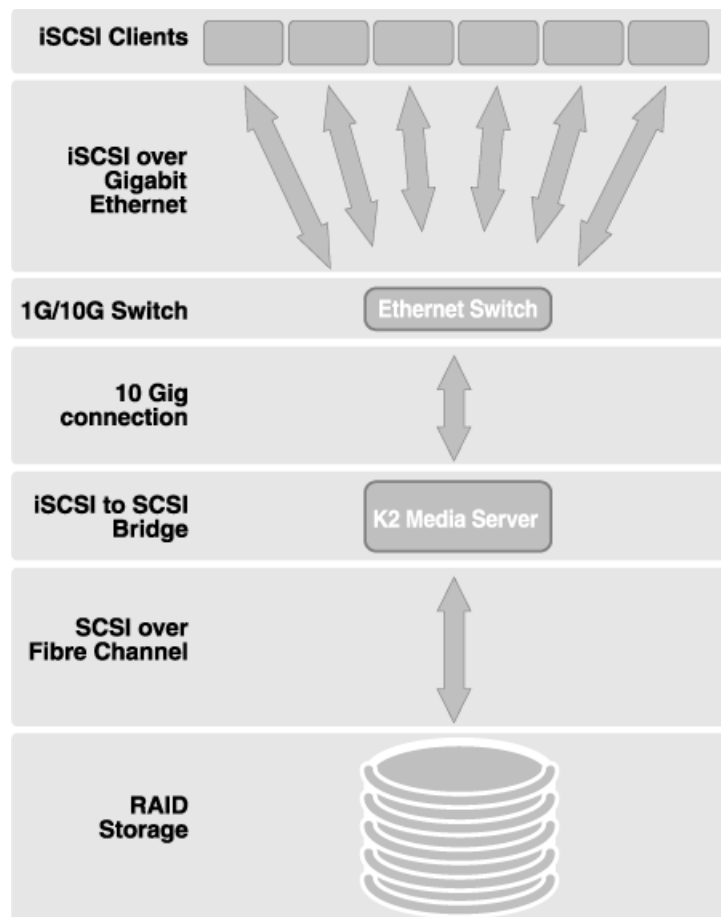 iSCSI Clients
iSCSI over
Gigabit
Ethernet
1G/10G Switch
Ethernet Switch
10 Gig
connection
iSCSI to SCSI
Bridge
K2 Media Server
SCSI over
Fibre Channel
RAID
Storage